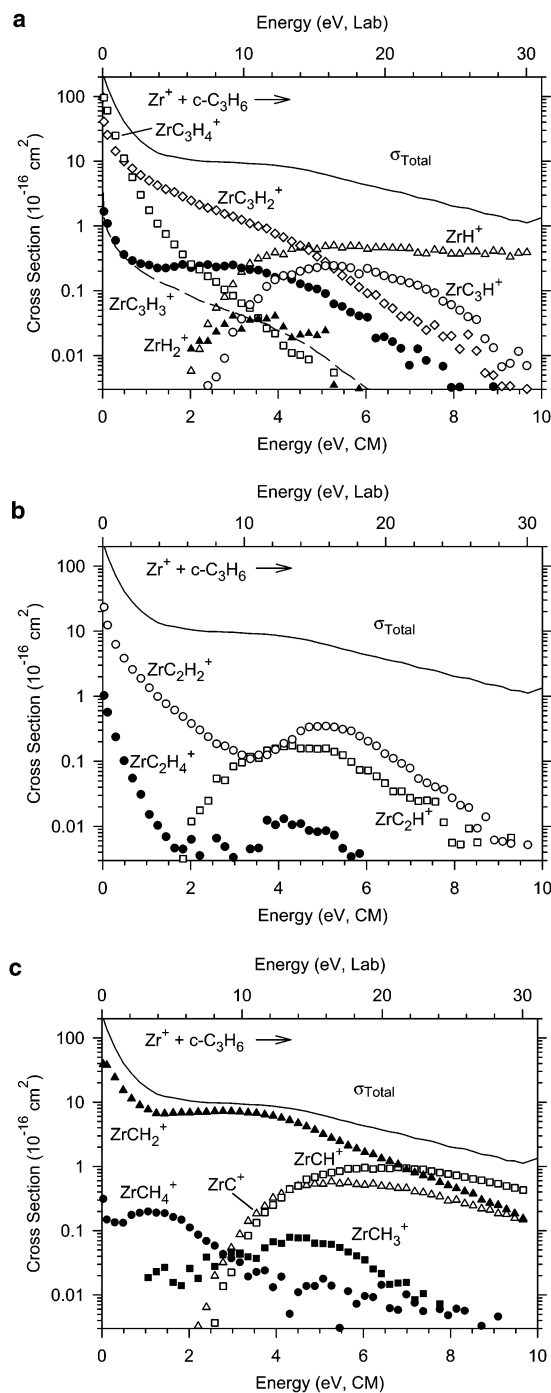 a
Energy (eV, Lab)
0 10 20 30
Zr⁺ + c-C₃H₆ →
ZrC₃H₄⁺
σTotal
ZrC₃H₂⁺
ZrH⁺
ZrC₃H⁺
ZrC₃H₃⁺
ZrH₂⁺
Cross Section (10⁻¹⁶ cm²)
100
10
1
0.1
0.01
0 2 4 6 8 10
Energy (eV, CM)
b
Energy (eV, Lab)
0 10 20 30
Zr⁺ + c-C₃H₆ →
σTotal
ZrC₂H₂⁺
ZrC₂H₄⁺
ZrC₂H⁺
Cross Section (10⁻¹⁶ cm²)
100
10
1
0.1
0.01
0 2 4 6 8 10
Energy (eV, CM)
c
Energy (eV, Lab)
0 10 20 30
Zr⁺ + c-C₃H₆ →
σTotal
ZrCH₂⁺
ZrCH⁺
ZrC⁺
ZrCH₄⁺
ZrCH₃⁺
Cross Section (10⁻¹⁶ cm²)
100
10
1
0.1
0.01
0 2 4 6 8 10
Energy (eV, CM)